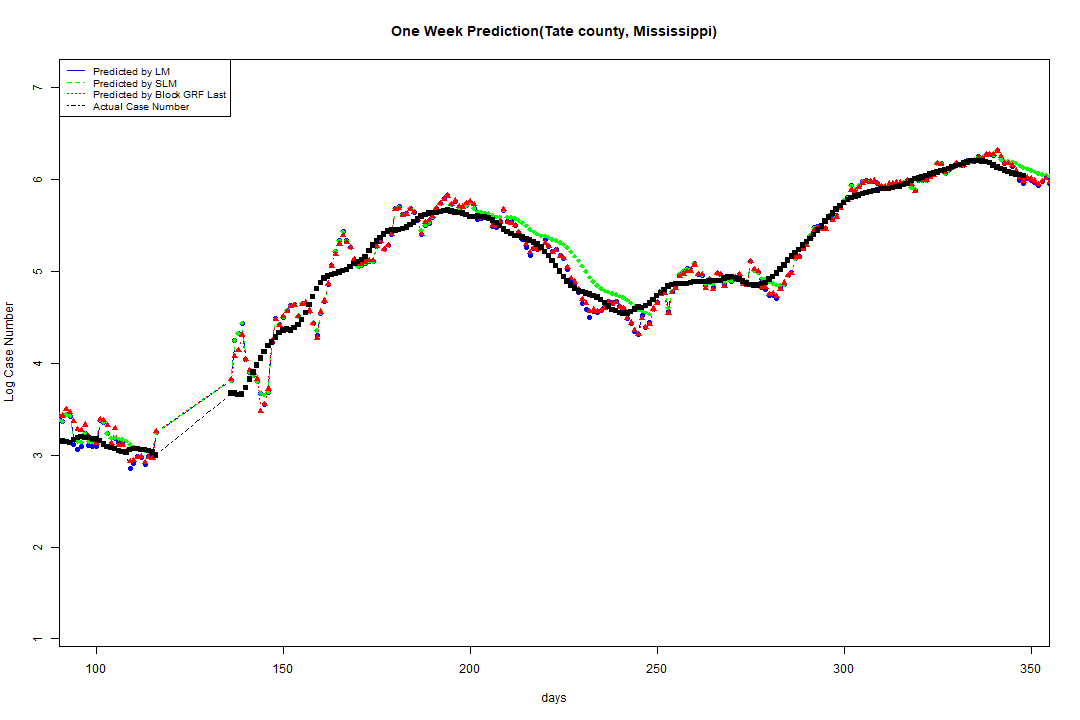 One Week Prediction(Tate county, Mississippi)
Predicted by LM
Predicted by SLM
Predicted by Block GRF Last
Actual Case Number
7
6
5
4
3
2
1
Log Case Number
100 150 200 250 300 350
days